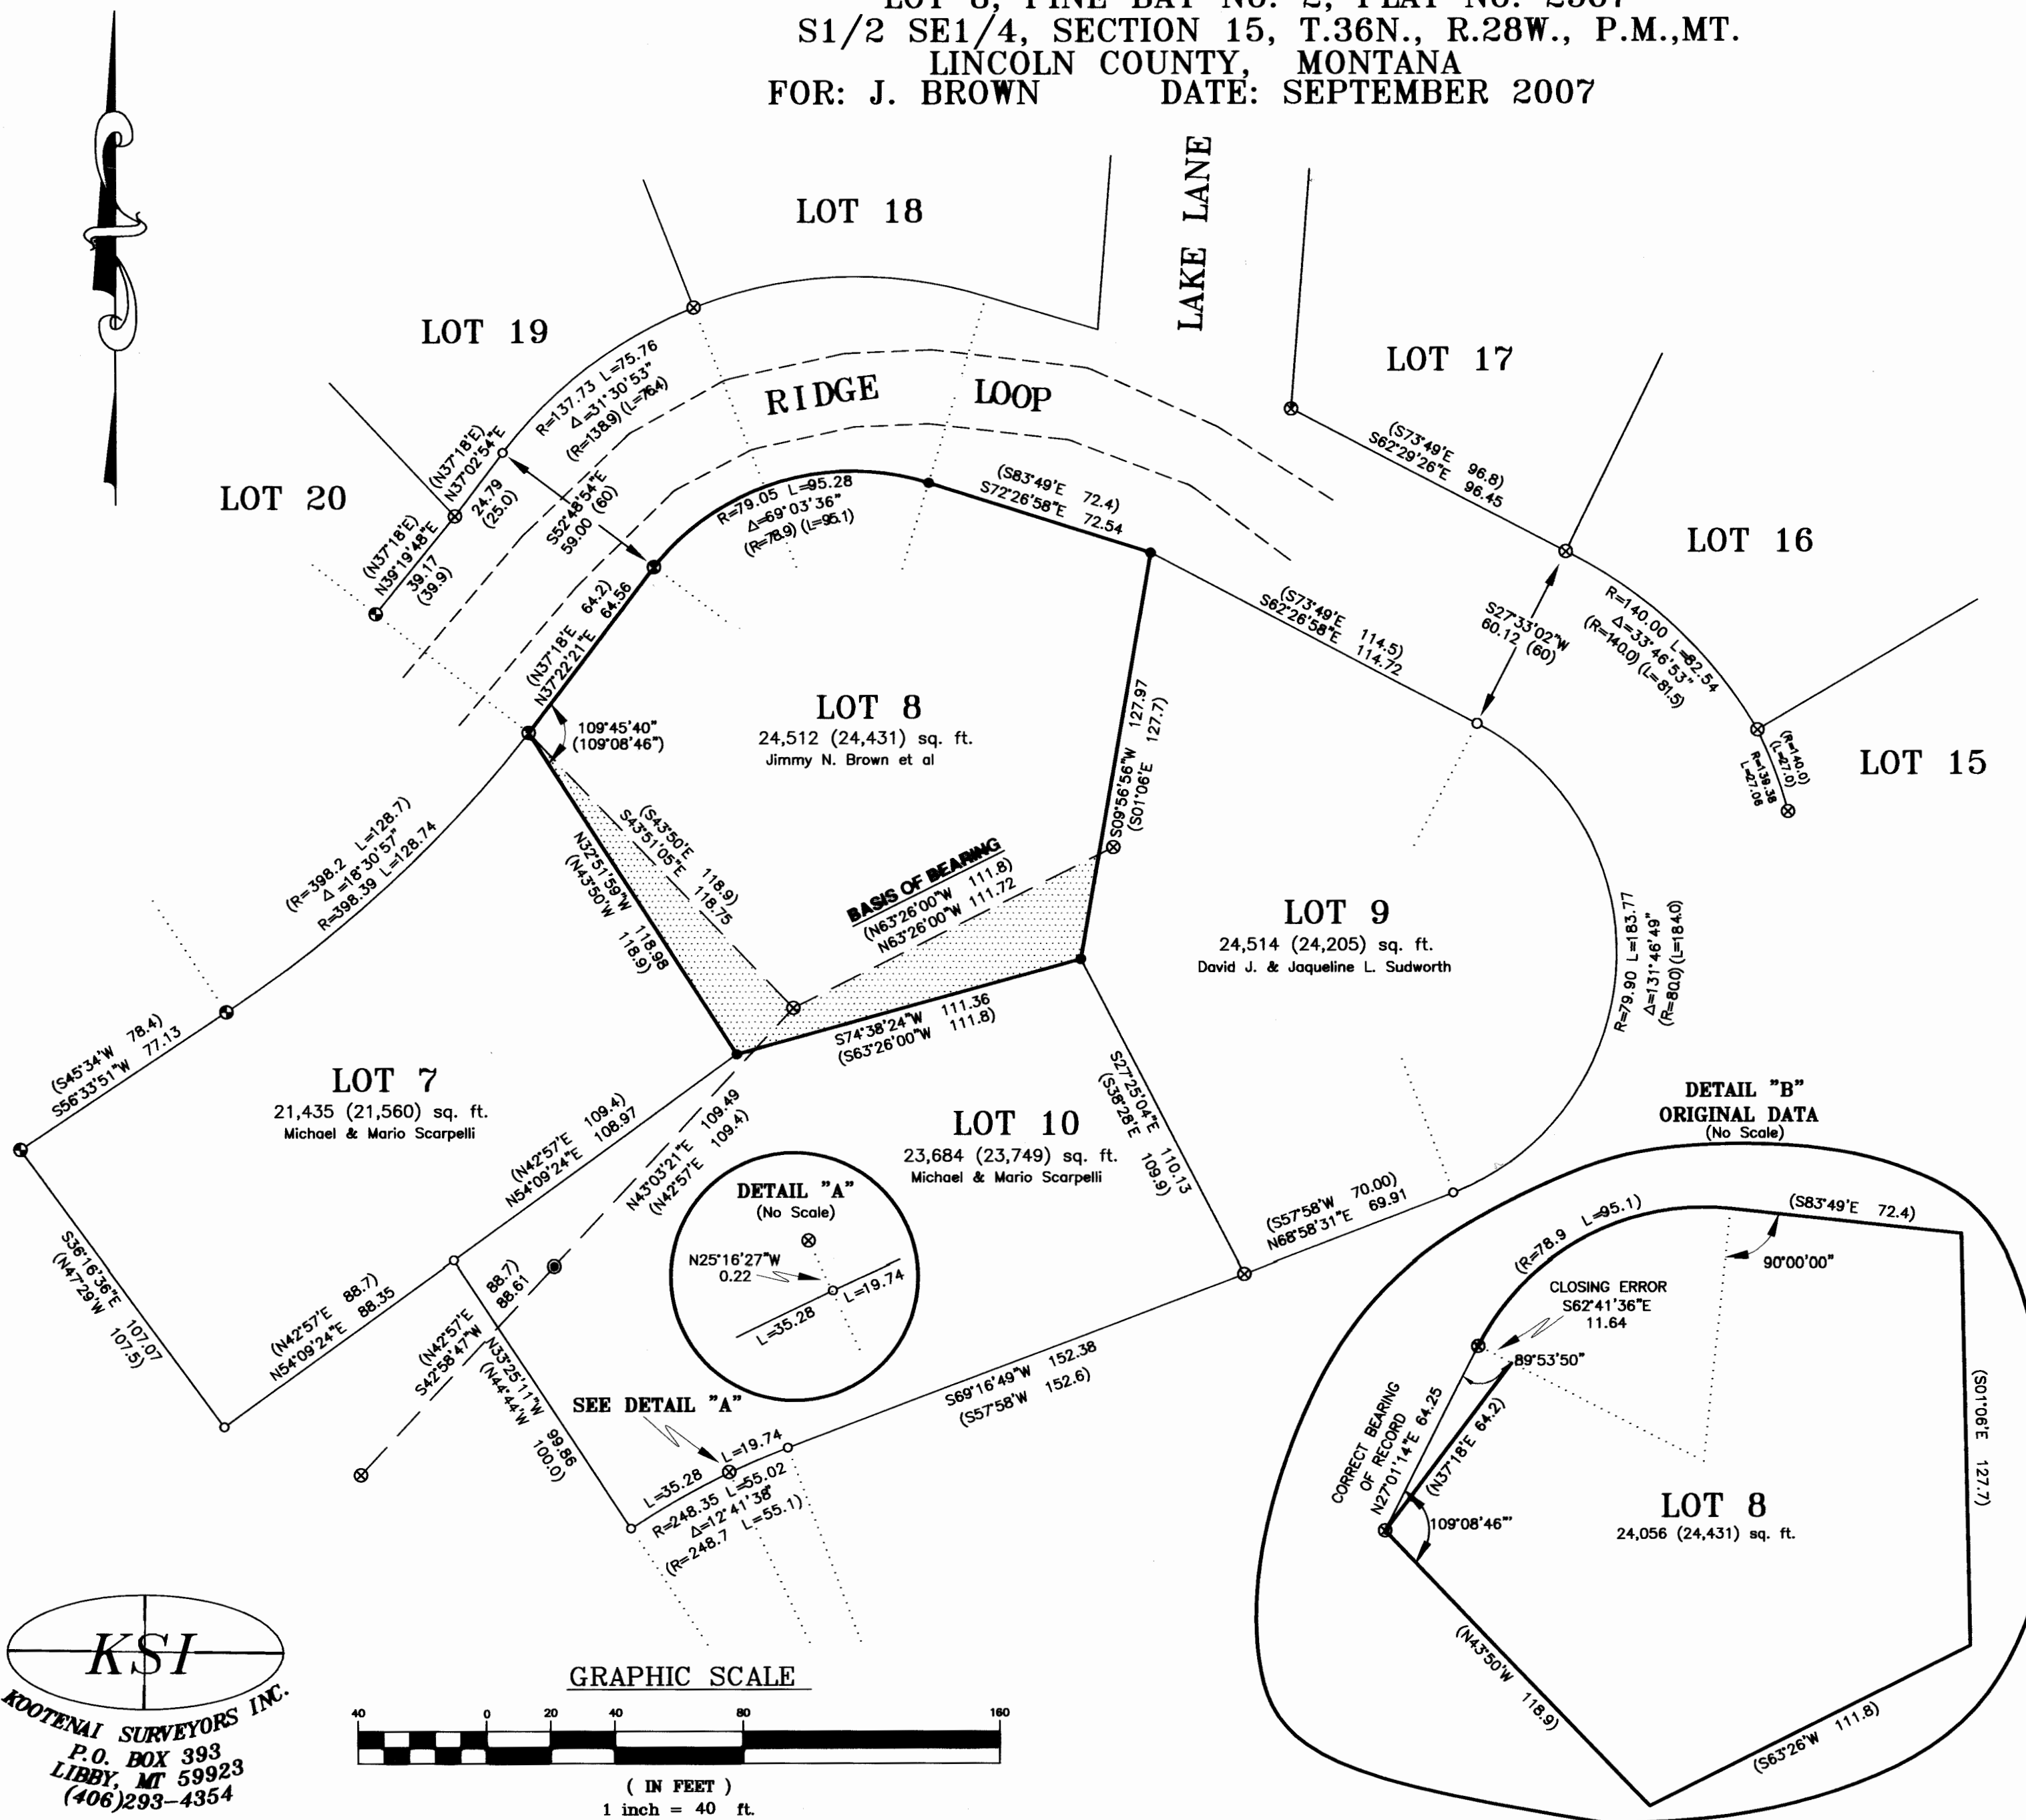 LOT 8, PINE BAY NO. 2, PLAT NO. 2307
S1/2 SE1/4, SECTION 15, T.36N., R.28W., P.M.,MT.
LINCOLN COUNTY, MONTANA
FOR: J. BROWN DATE: SEPTEMBER 2007
LAKE LANE
LOT 18
LOT 19
LOT 17
LOT 20
LOT 16
LOT 15
RIDGE LOOP
R=137.73 L=75.76
Δ=31°30'53"
(R=138.9) (L=76.4)
(N37°18'E)
N37°02'54"E
24.79
(25.0)
(N37°18'E)
N39°19'48"E
39.17
(39.9)
S52°48'54"E
59.00 (60)
R=79.05 L=95.28
Δ=69°03'36"
(R=78.9) (L=95.1)
(S83°49'E 72.4)
S72°26'58"E 72.54
(S73°49'E 96.8)
S62°29'26"E 96.45
(S73°49'E 114.5)
S62°26'58"E 114.72
S27°33'02"W
60.12 (60)
R=140.00 L=82.54
Δ=33°46'53"
(R=140.0) (L=81.5)
(R=140.0)
(L=27.0)
R=139.38
L=27.06
(N37°18'E 64.2)
N37°22'21"E 64.56
109°45'40"
(109°08'46")
LOT 8
24,512 (24,431) sq. ft.
Jimmy N. Brown et al
S09°56'56"W 127.97
(S01°06'E 127.7)
(R=398.2 L=128.7)
Δ=18°30'57"
R=398.39 L=128.74
(S43°50'E 118.9)
S43°51'05"E 118.75
N32°51'59"W 118.98
(N43°50'W 118.9)
BASIS OF BEARING
(N63°26'00"W 111.8)
N63°26'00"W 111.72
LOT 9
24,514 (24,205) sq. ft.
David J. & Jaqueline L. Sudworth
R=79.90 L=183.77
Δ=131°46'49"
(R=80.0) (L=184.0)
S74°38'24"W 111.36
(S63°26'00"W 111.8)
(S45°34'W 78.4)
S56°33'51"W 77.13
LOT 7
21,435 (21,560) sq. ft.
Michael & Mario Scarpelli
(N42°57'E 109.4)
N54°09'24"E 108.97
N43°03'21"E 109.49
(N42°57'E 109.4)
LOT 10
23,684 (23,749) sq. ft.
Michael & Mario Scarpelli
S27°25'04"E 110.13
(S38°28'E 109.9)
(S57°58'W 70.00)
N68°58'31"E 69.91
S36°16'36"E 107.07
(N47°29'W 107.5)
(N42°57'E 88.7)
N54°09'24"E 88.35
(N42°57'E 88.7)
S42°58'47"W 88.61
N33°25'11"W 99.86
(N44°44'W 100.0)
DETAIL "A"
(No Scale)
N25°16'27"W
0.22
L=19.74
L=35.28
SEE DETAIL "A"
S69°16'49"W 152.38
(S57°58'W 152.6)
L=19.74
L=35.28
R=248.35 L=55.02
Δ=12°41'38"
(R=248.7 L=55.1)
DETAIL "B"
ORIGINAL DATA
(No Scale)
(R=78.9 L=95.1)
(S83°49'E 72.4)
90°00'00"
CLOSING ERROR
S62°41'36"E
11.64
89°53'50"
CORRECT BEARING
OF RECORD
N27°01'14"E 64.25
(N37°18'E 64.2)
109°08'46"'
(S01°06'E 127.7)
LOT 8
24,056 (24,431) sq. ft.
(N43°50'W 118.9)
(S63°26'W 111.8)
KSI
KOOTENAI SURVEYORS INC.
P.O. BOX 393
LIBBY, MT 59923
(406)293-4354
GRAPHIC SCALE
40 0 20 40 80 160
( IN FEET )
1 inch = 40 ft.